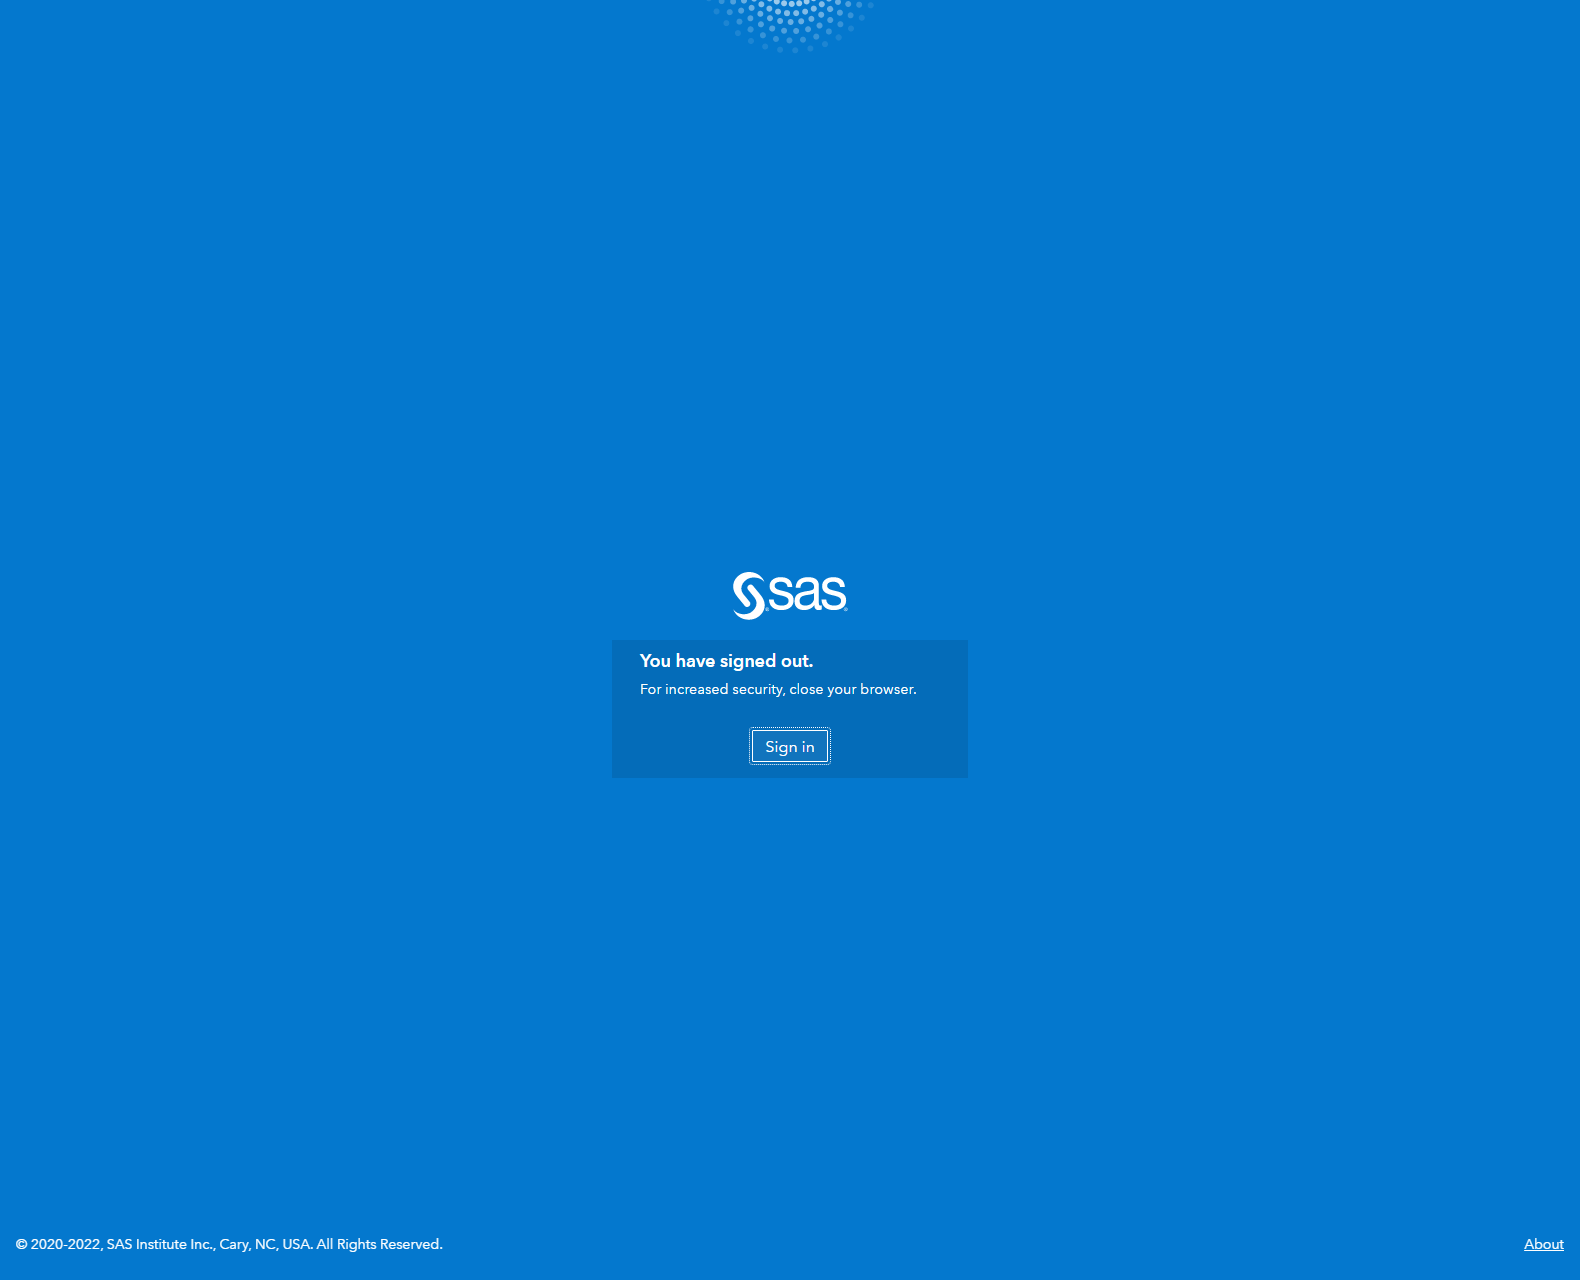 sas
You have signed out.
For increased security, close your browser.
Sign in
© 2020-2022, SAS Institute Inc., Cary, NC, USA. All Rights Reserved.
About